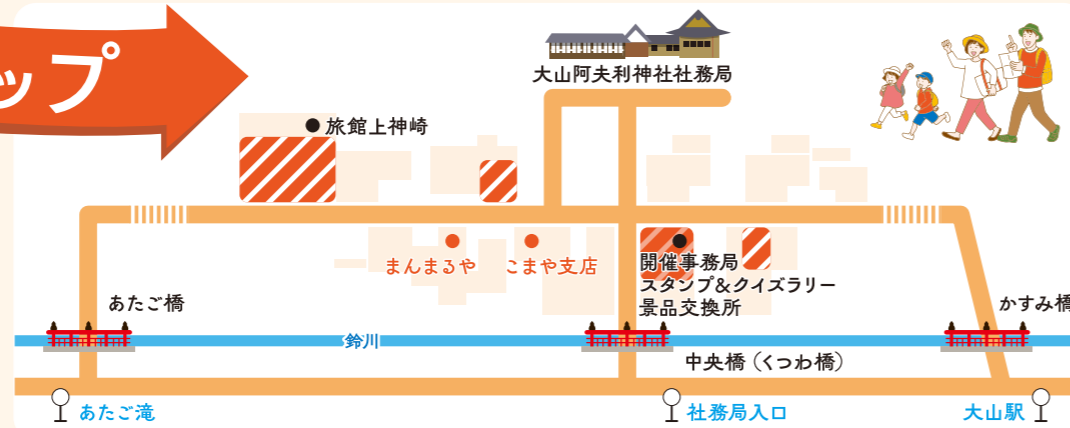 ップ
大山阿夫利神社社務局
旅館上神崎
まんまるや
こまや支店
開催事務局
スタンプ&クイズラリー
景品交換所
あたご橋
かすみ橋
鈴川
中央橋（くつわ橋）
あたご滝
社務局入口
大山駅